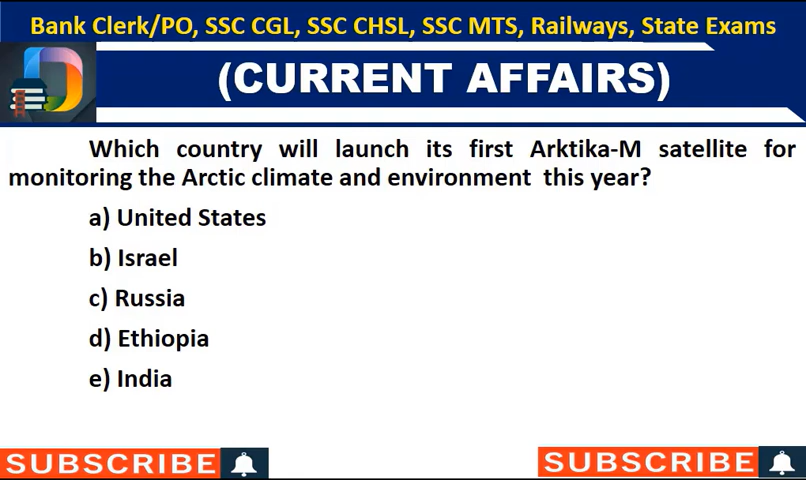 Bank Clerk/PO, SSC CGL, SSC CHSL, SSC MTS, Railways, State Exams
(CURRENT AFFAIRS)
Which country will launch its first Arktika-M satellite for
monitoring the Arctic climate and environment this year?
a) United States
b) Israel
c) Russia
d) Ethiopia
e) India
SUBSCRIBE
SUBSCRIBE